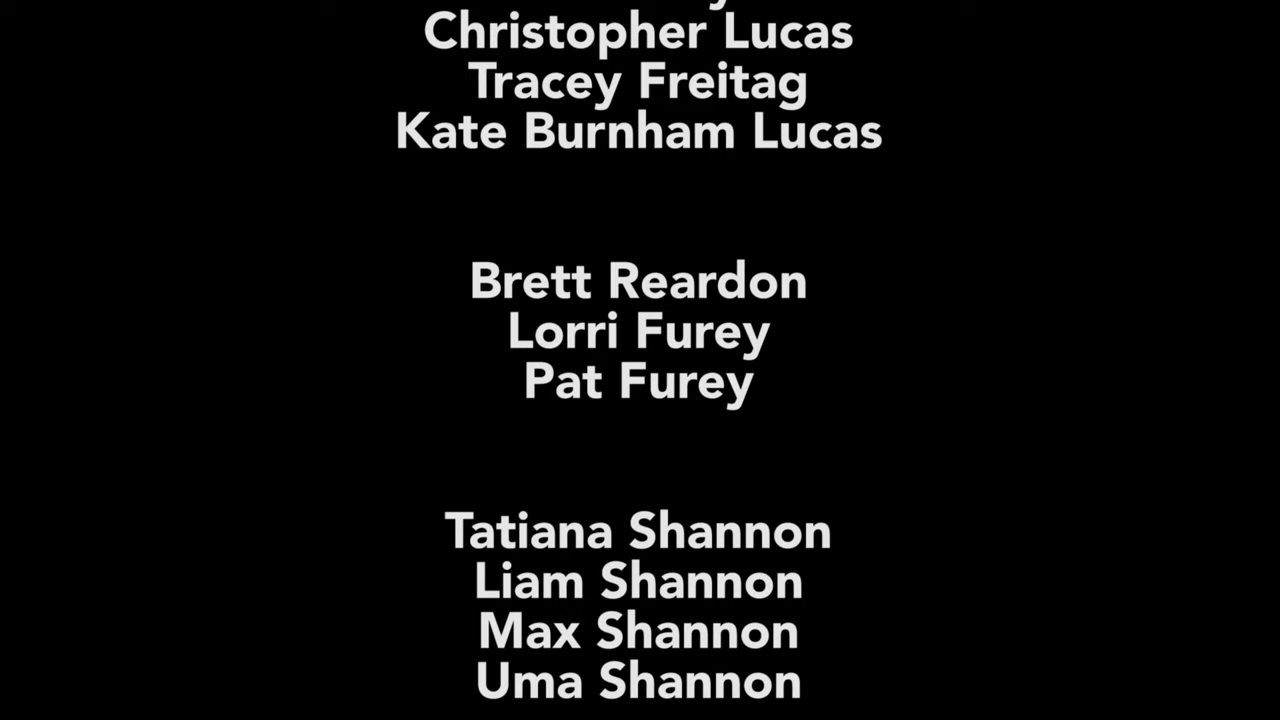 Christopher Lucas
Tracey Freitag
Kate Burnham Lucas
Brett Reardon
Lorri Furey
Pat Furey
Tatiana Shannon
Liam Shannon
Max Shannon
Uma Shannon